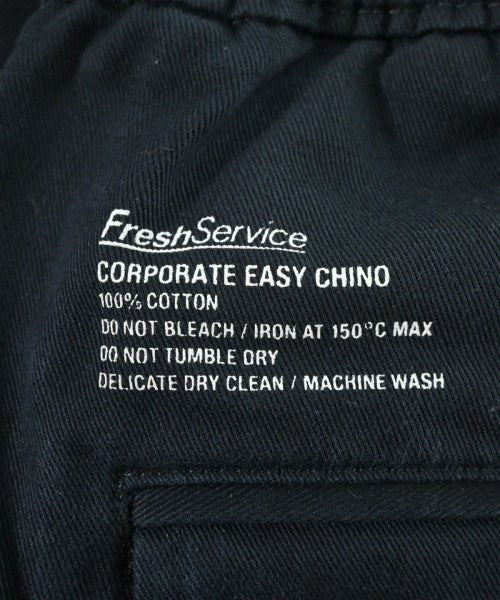 FreshService
CORPORATE EASY CHINO
100% COTTON
DO NOT BLEACH / IRON AT 150°C MAX
DO NOT TUMBLE DRY
DELICATE DRY CLEAN / MACHINE WASH